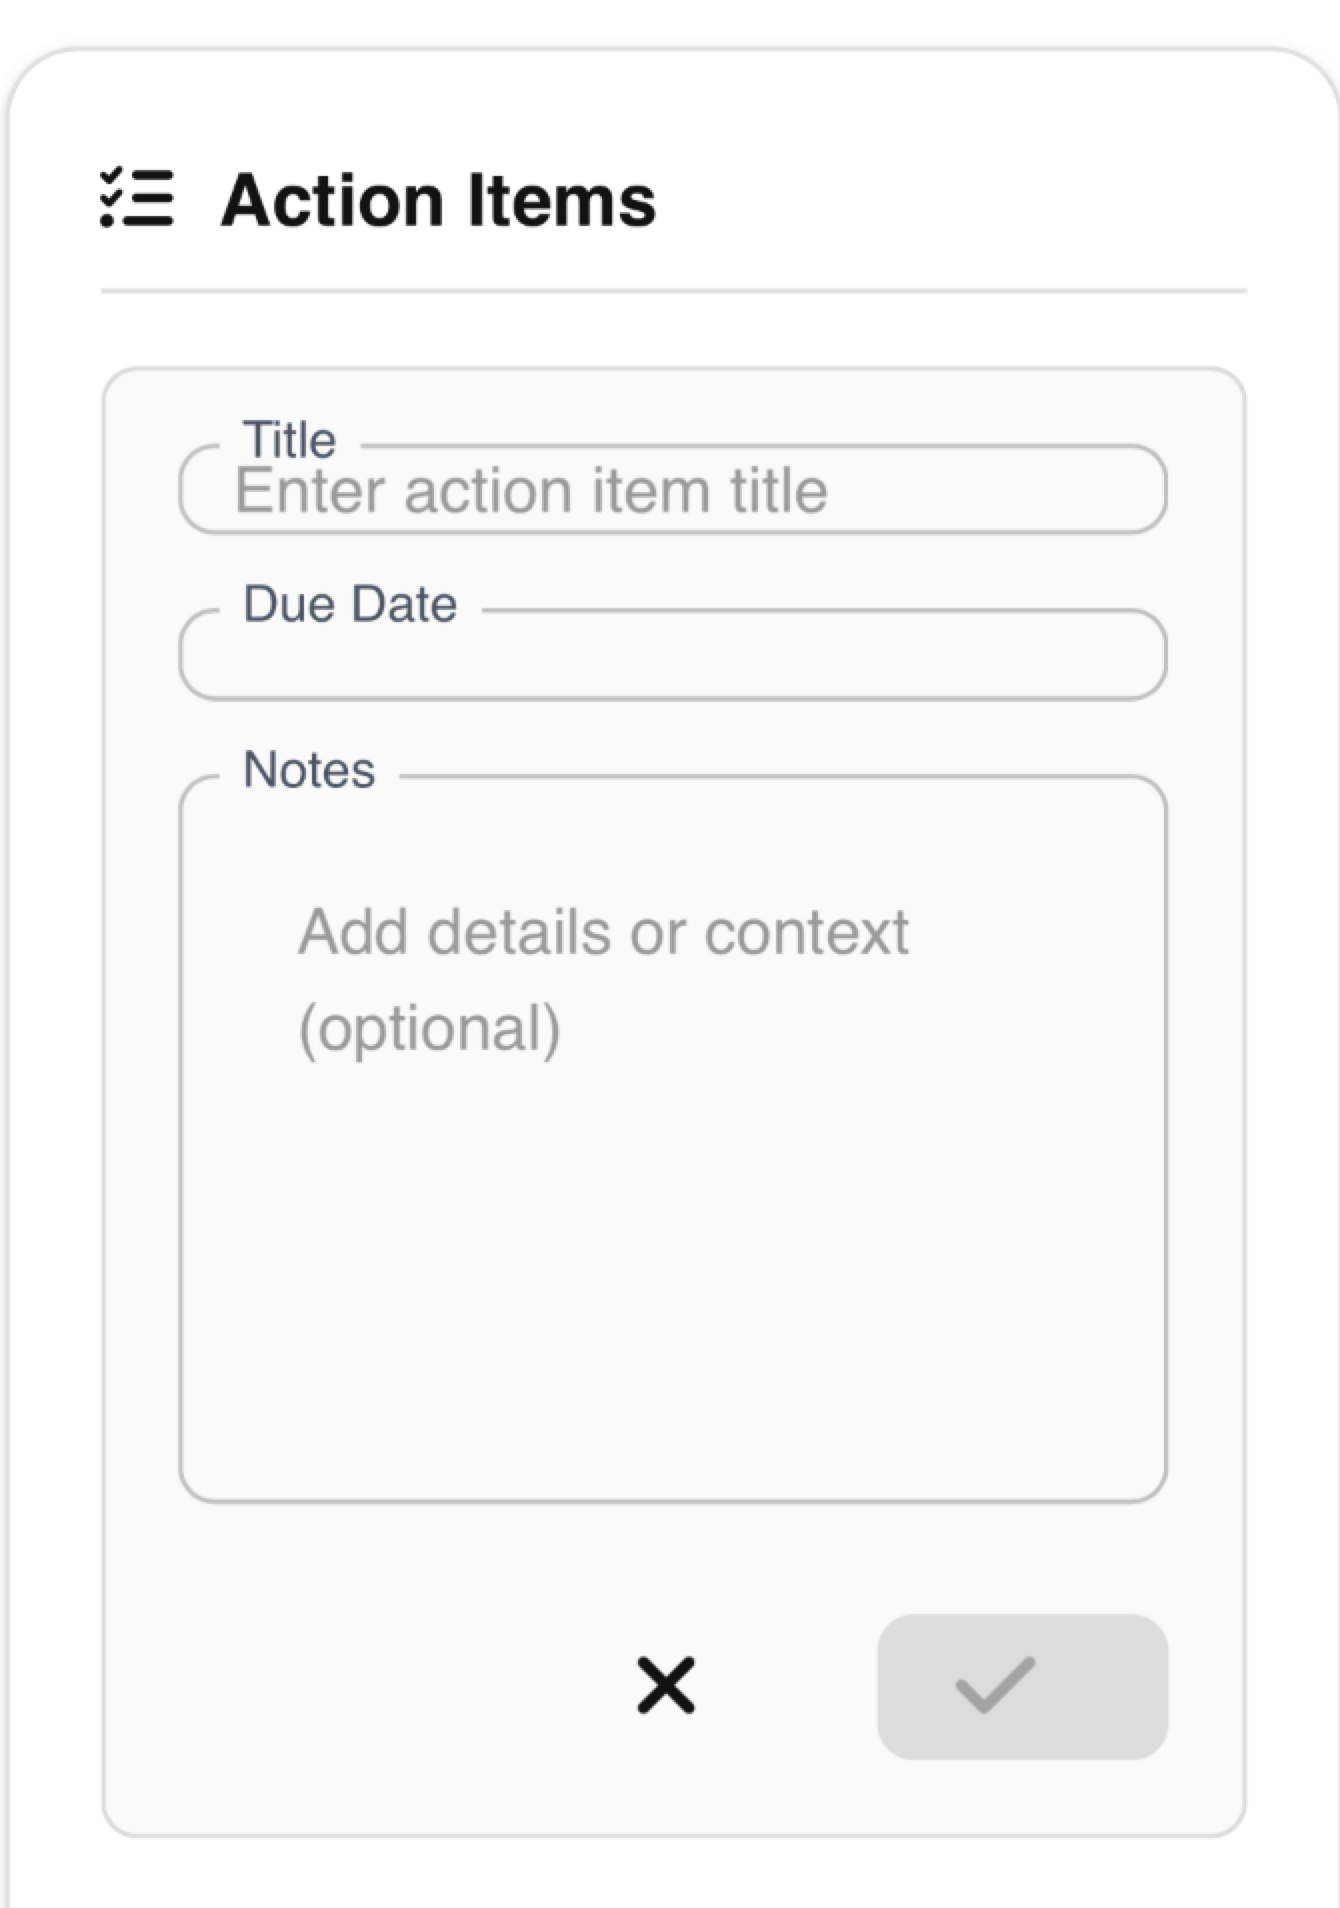 Action Items
Title
Enter action item title
Due Date
Notes
Add details or context
(optional)